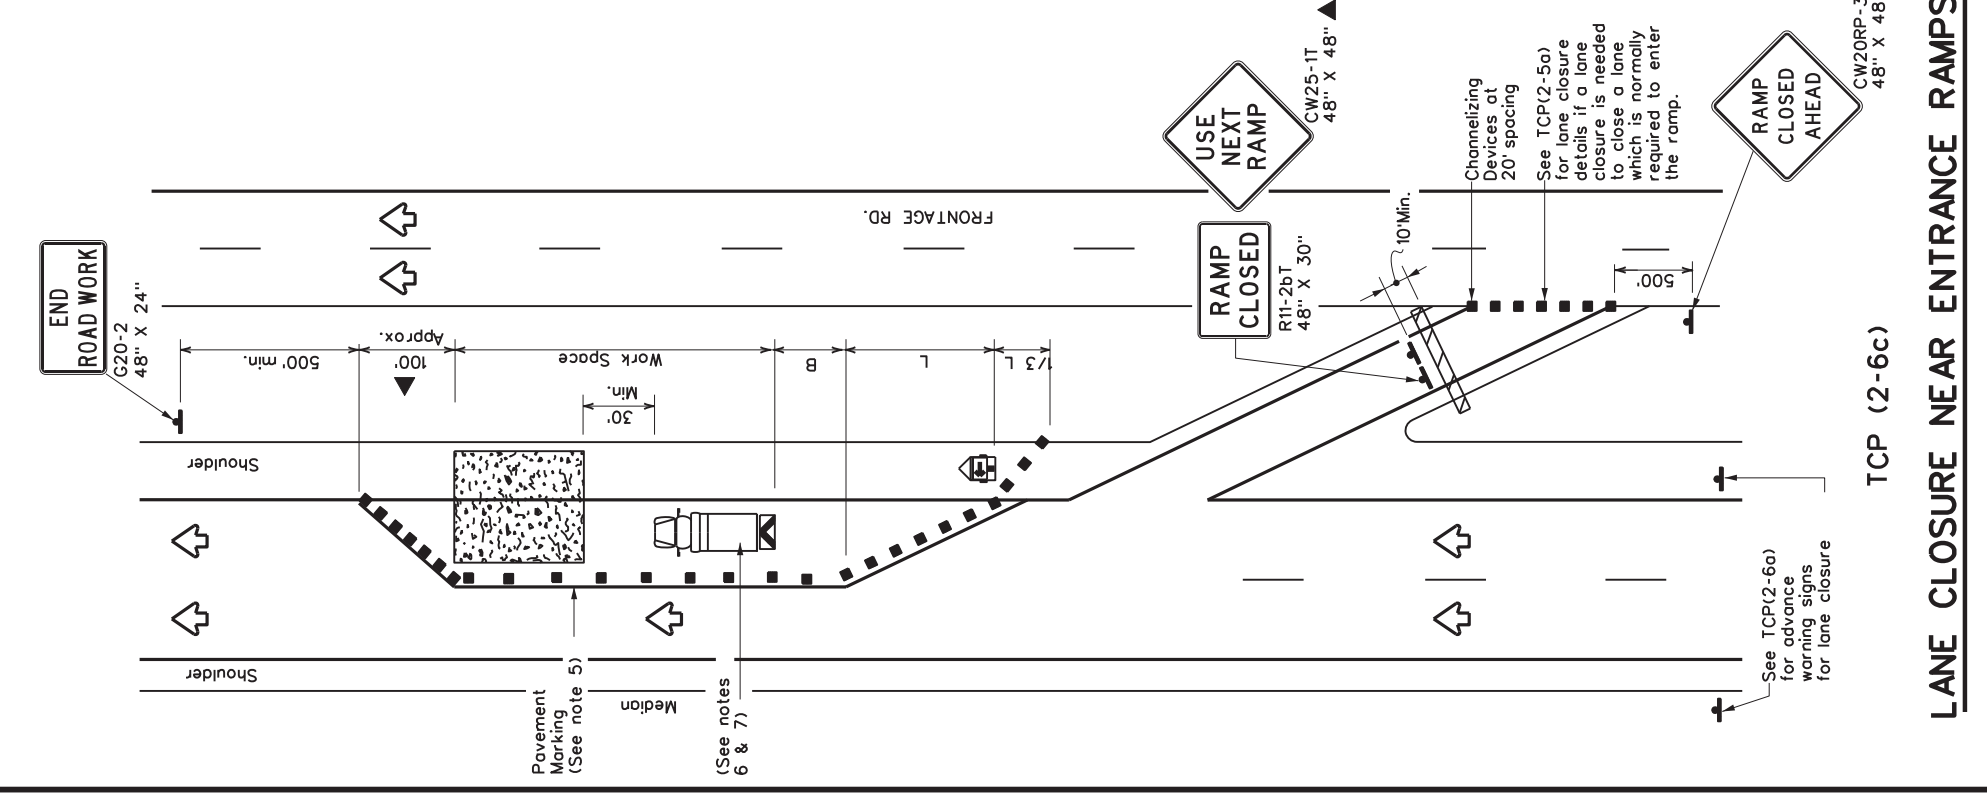 END
ROAD WORK
G20-2
48" X 24"
500' min.
100'
Approx.
Work Space
30'
Min.
B
L
1/3 L
Shoulder
FRONTAGE RD.
USE
NEXT
RAMP
CW25-1T
48" X 48"
RAMP
CLOSED
R11-2bT
48" X 30"
10'Min.
Channelizing
Devices at
20' spacing
See TCP(2-5a)
for lane closure
details if a lane
closure is needed
to close a lane
which is normally
required to enter
the ramp.
500'
RAMP
CLOSED
AHEAD
CW20RP-3
48" X 48
Shoulder
Median
Pavement
Marking
(See note 5)
(See notes
6 & 7)
See TCP(2-6a)
for advance
warning signs
for lane closure
TCP (2-6c)
LANE CLOSURE NEAR ENTRANCE RAMPS